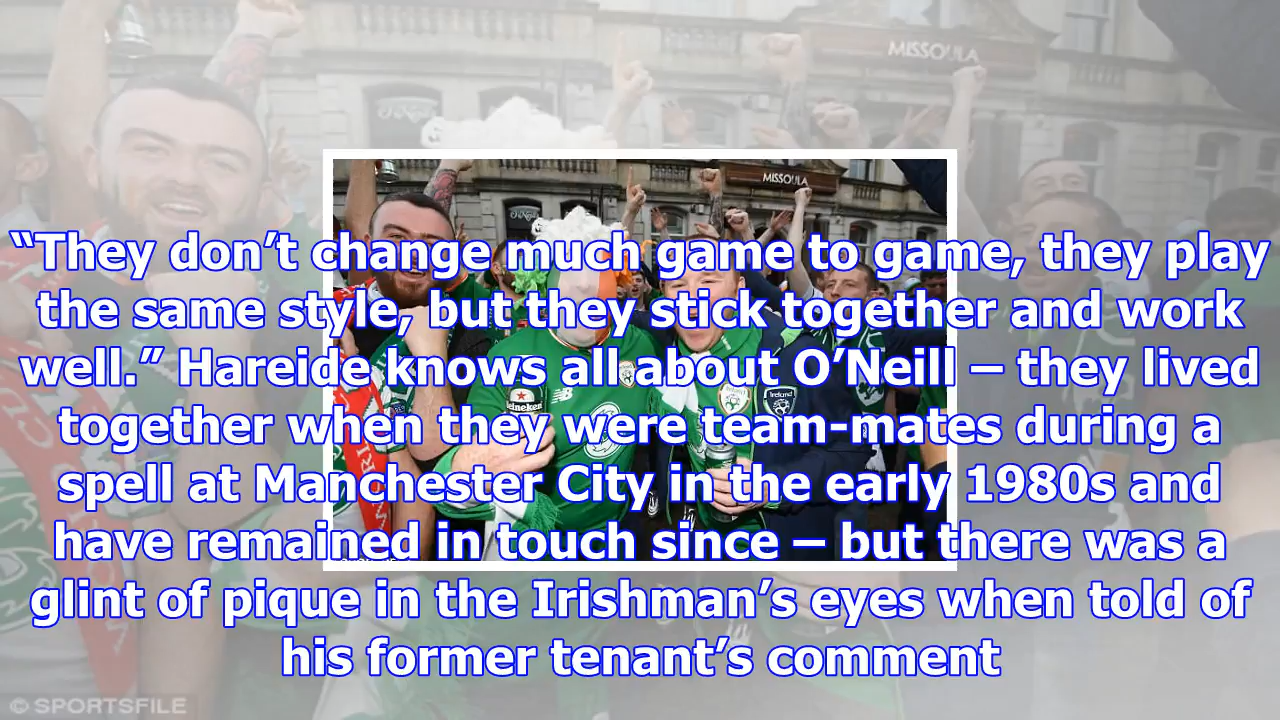 MISSOULA
MISSOULA
“They don’t change much game to game, they play
the same style, but they stick together and work
well.” Hareide knows all about O’Neill – they lived
together when they were team-mates during a
spell at Manchester City in the early 1980s and
have remained in touch since – but there was a
glint of pique in the Irishman’s eyes when told of
his former tenant’s comment
Heineken
Ireland
© SPORTSFILE